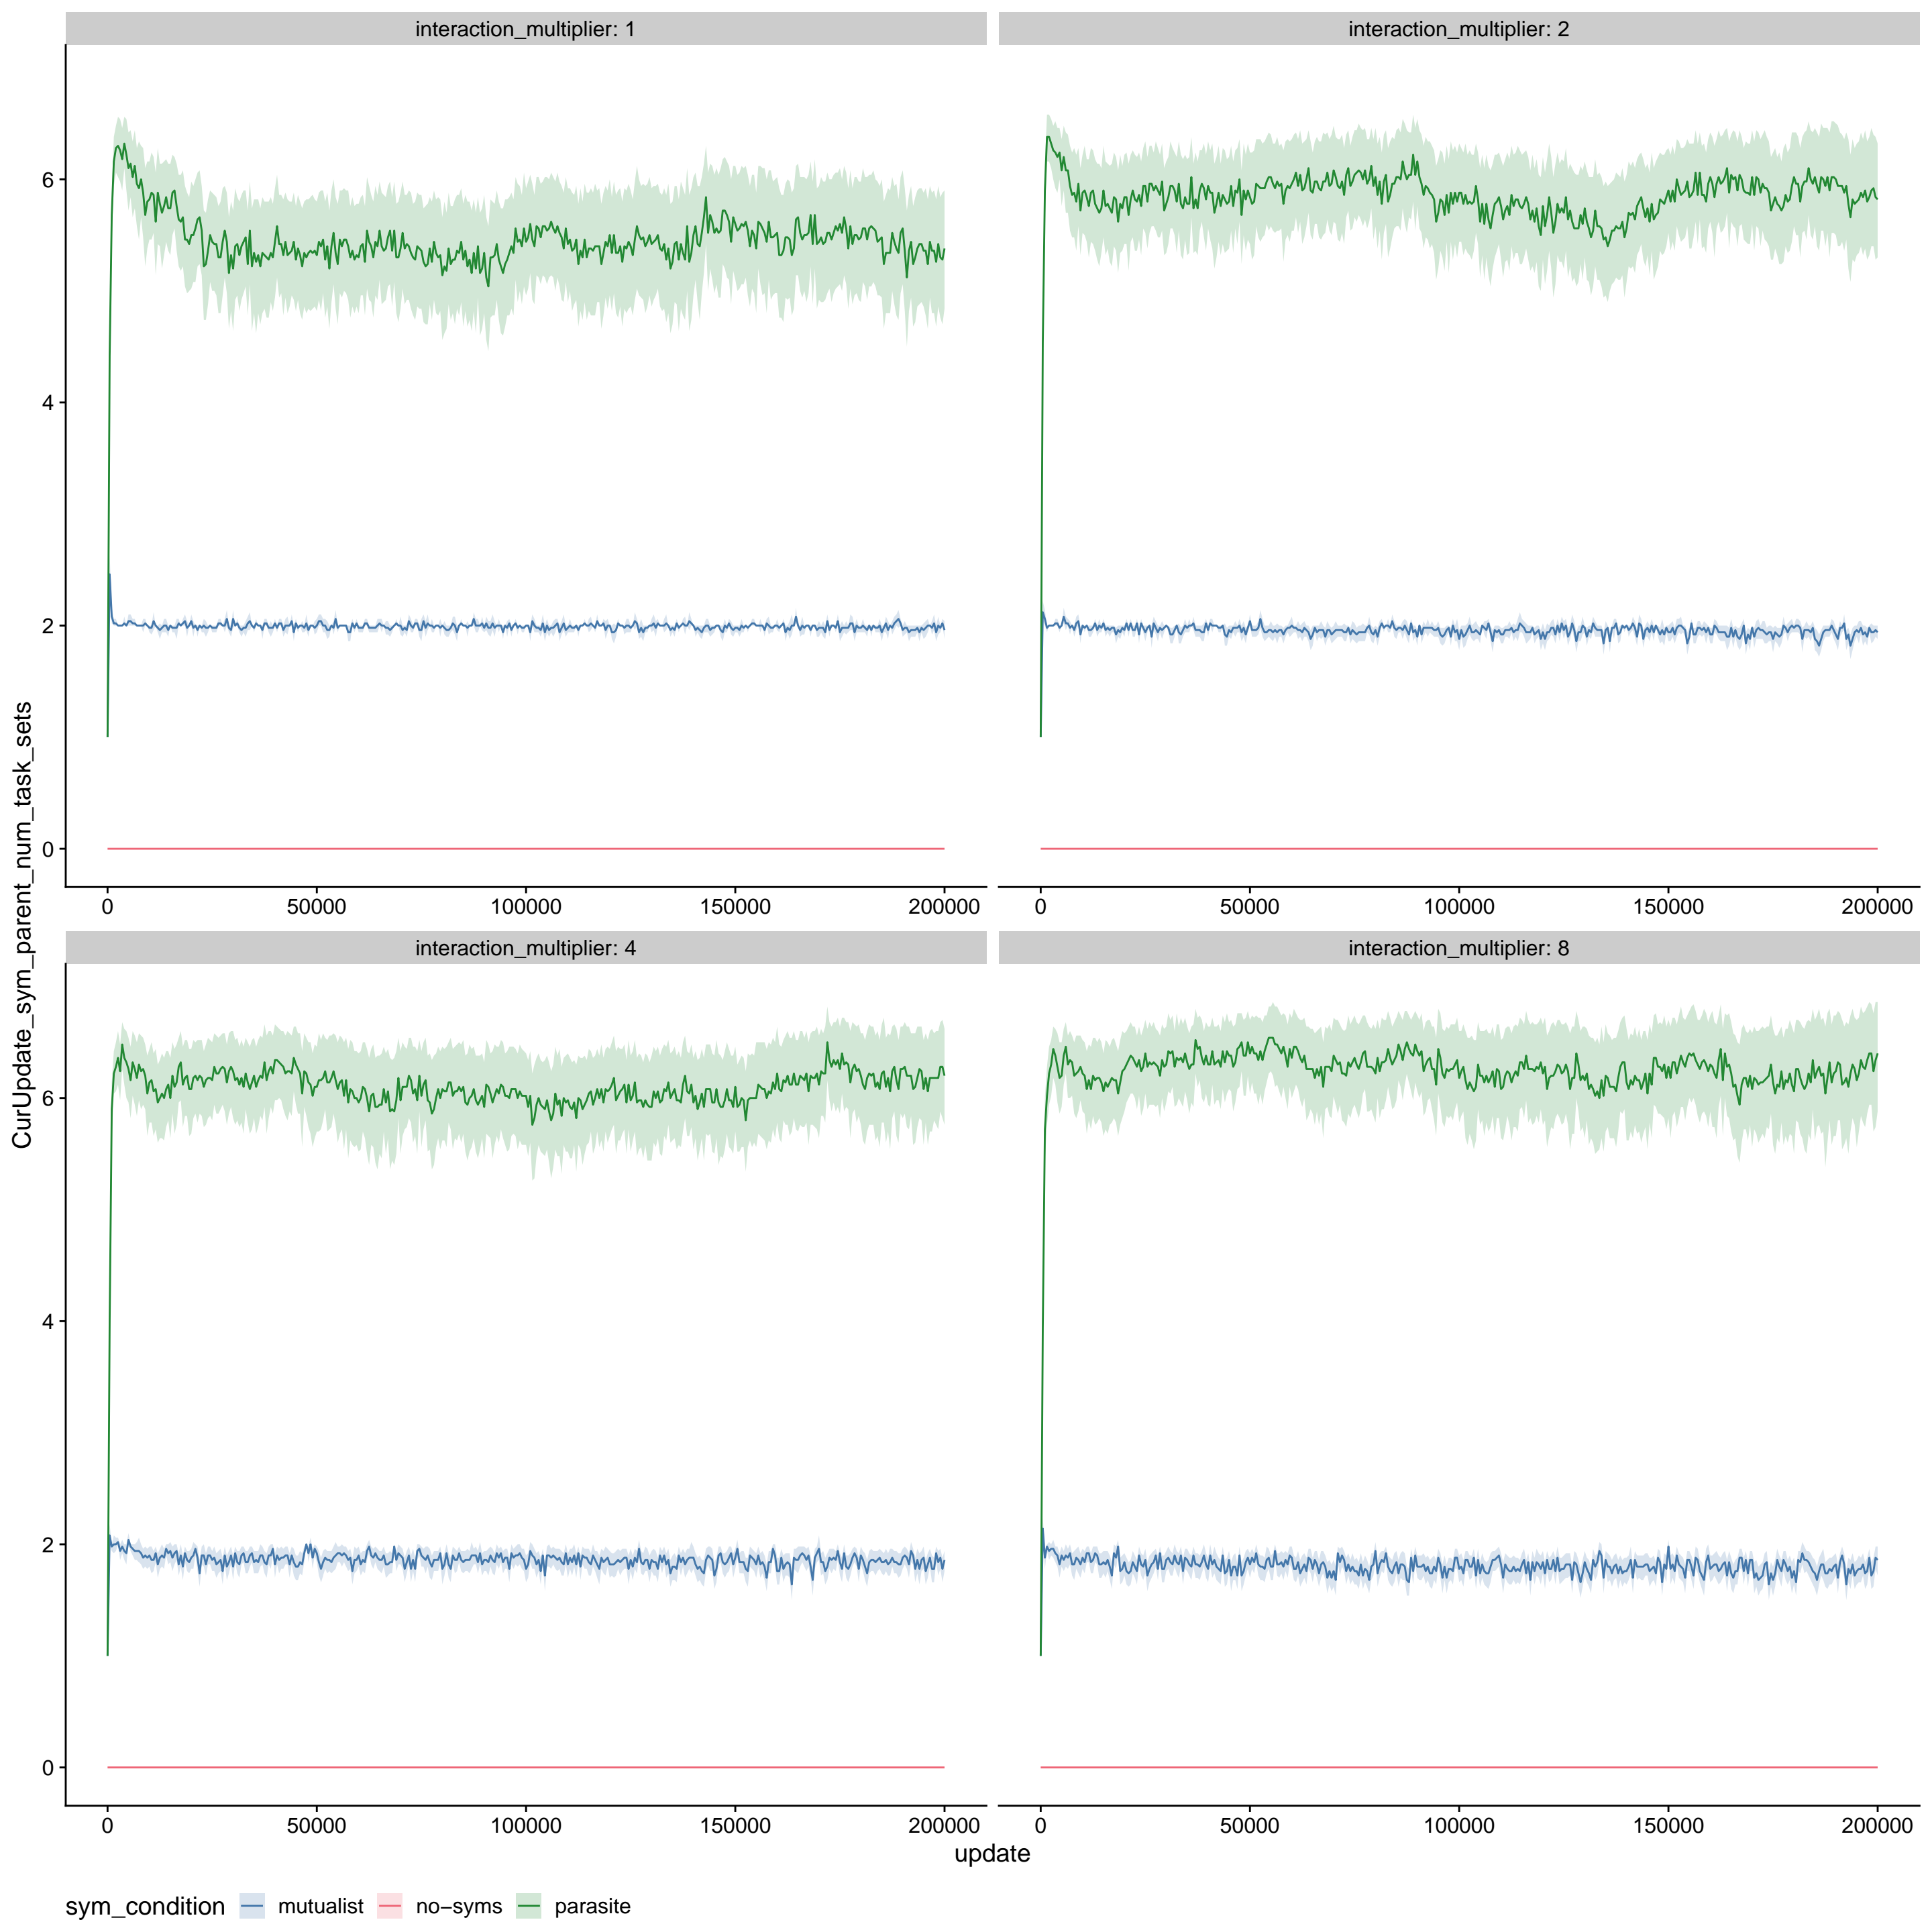 interaction_multiplier: 1
interaction_multiplier: 2
6
4
2
0
0 50000 100000 150000 200000
0 50000 100000 150000 200000
interaction_multiplier: 4
interaction_multiplier: 8
6
4
2
0
0 50000 100000 150000 200000
0 50000 100000 150000 200000
CurUpdate_sym_parent_num_task_sets
update
sym_condition mutualist no−syms parasite